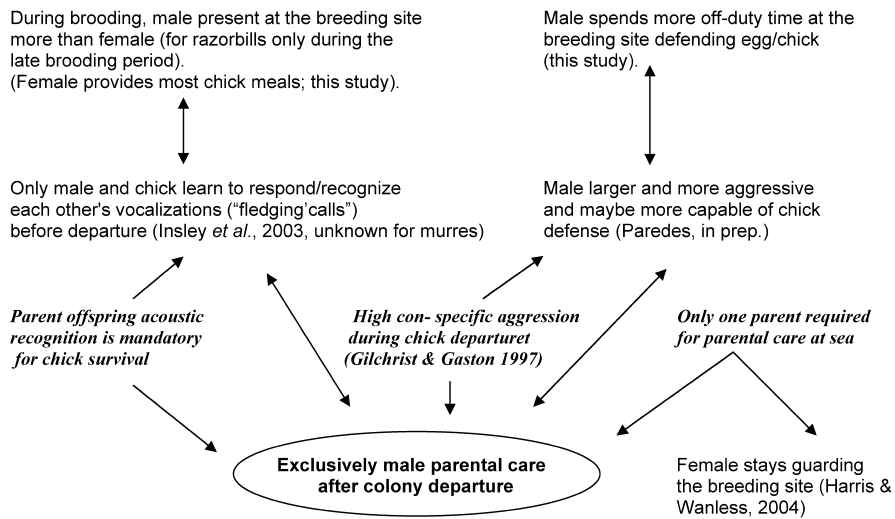 During brooding, male present at the breeding site
more than female (for razorbills only during the
late brooding period).
(Female provides most chick meals; this study).
Male spends more off-duty time at the
breeding site defending egg/chick
(this study).
Only male and chick learn to respond/recognize
each other's vocalizations (“fledging’calls”)
before departure (Insley et al., 2003, unknown for murres)
Male larger and more aggressive
and maybe more capable of chick
defense (Paredes, in prep.)
Parent offspring acoustic
recognition is mandatory
for chick survival
High con- specific aggression
during chick departuret
(Gilchrist & Gaston 1997)
Only one parent required
for parental care at sea
Exclusively male parental care
after colony departure
Female stays guarding
the breeding site (Harris &
Wanless, 2004)